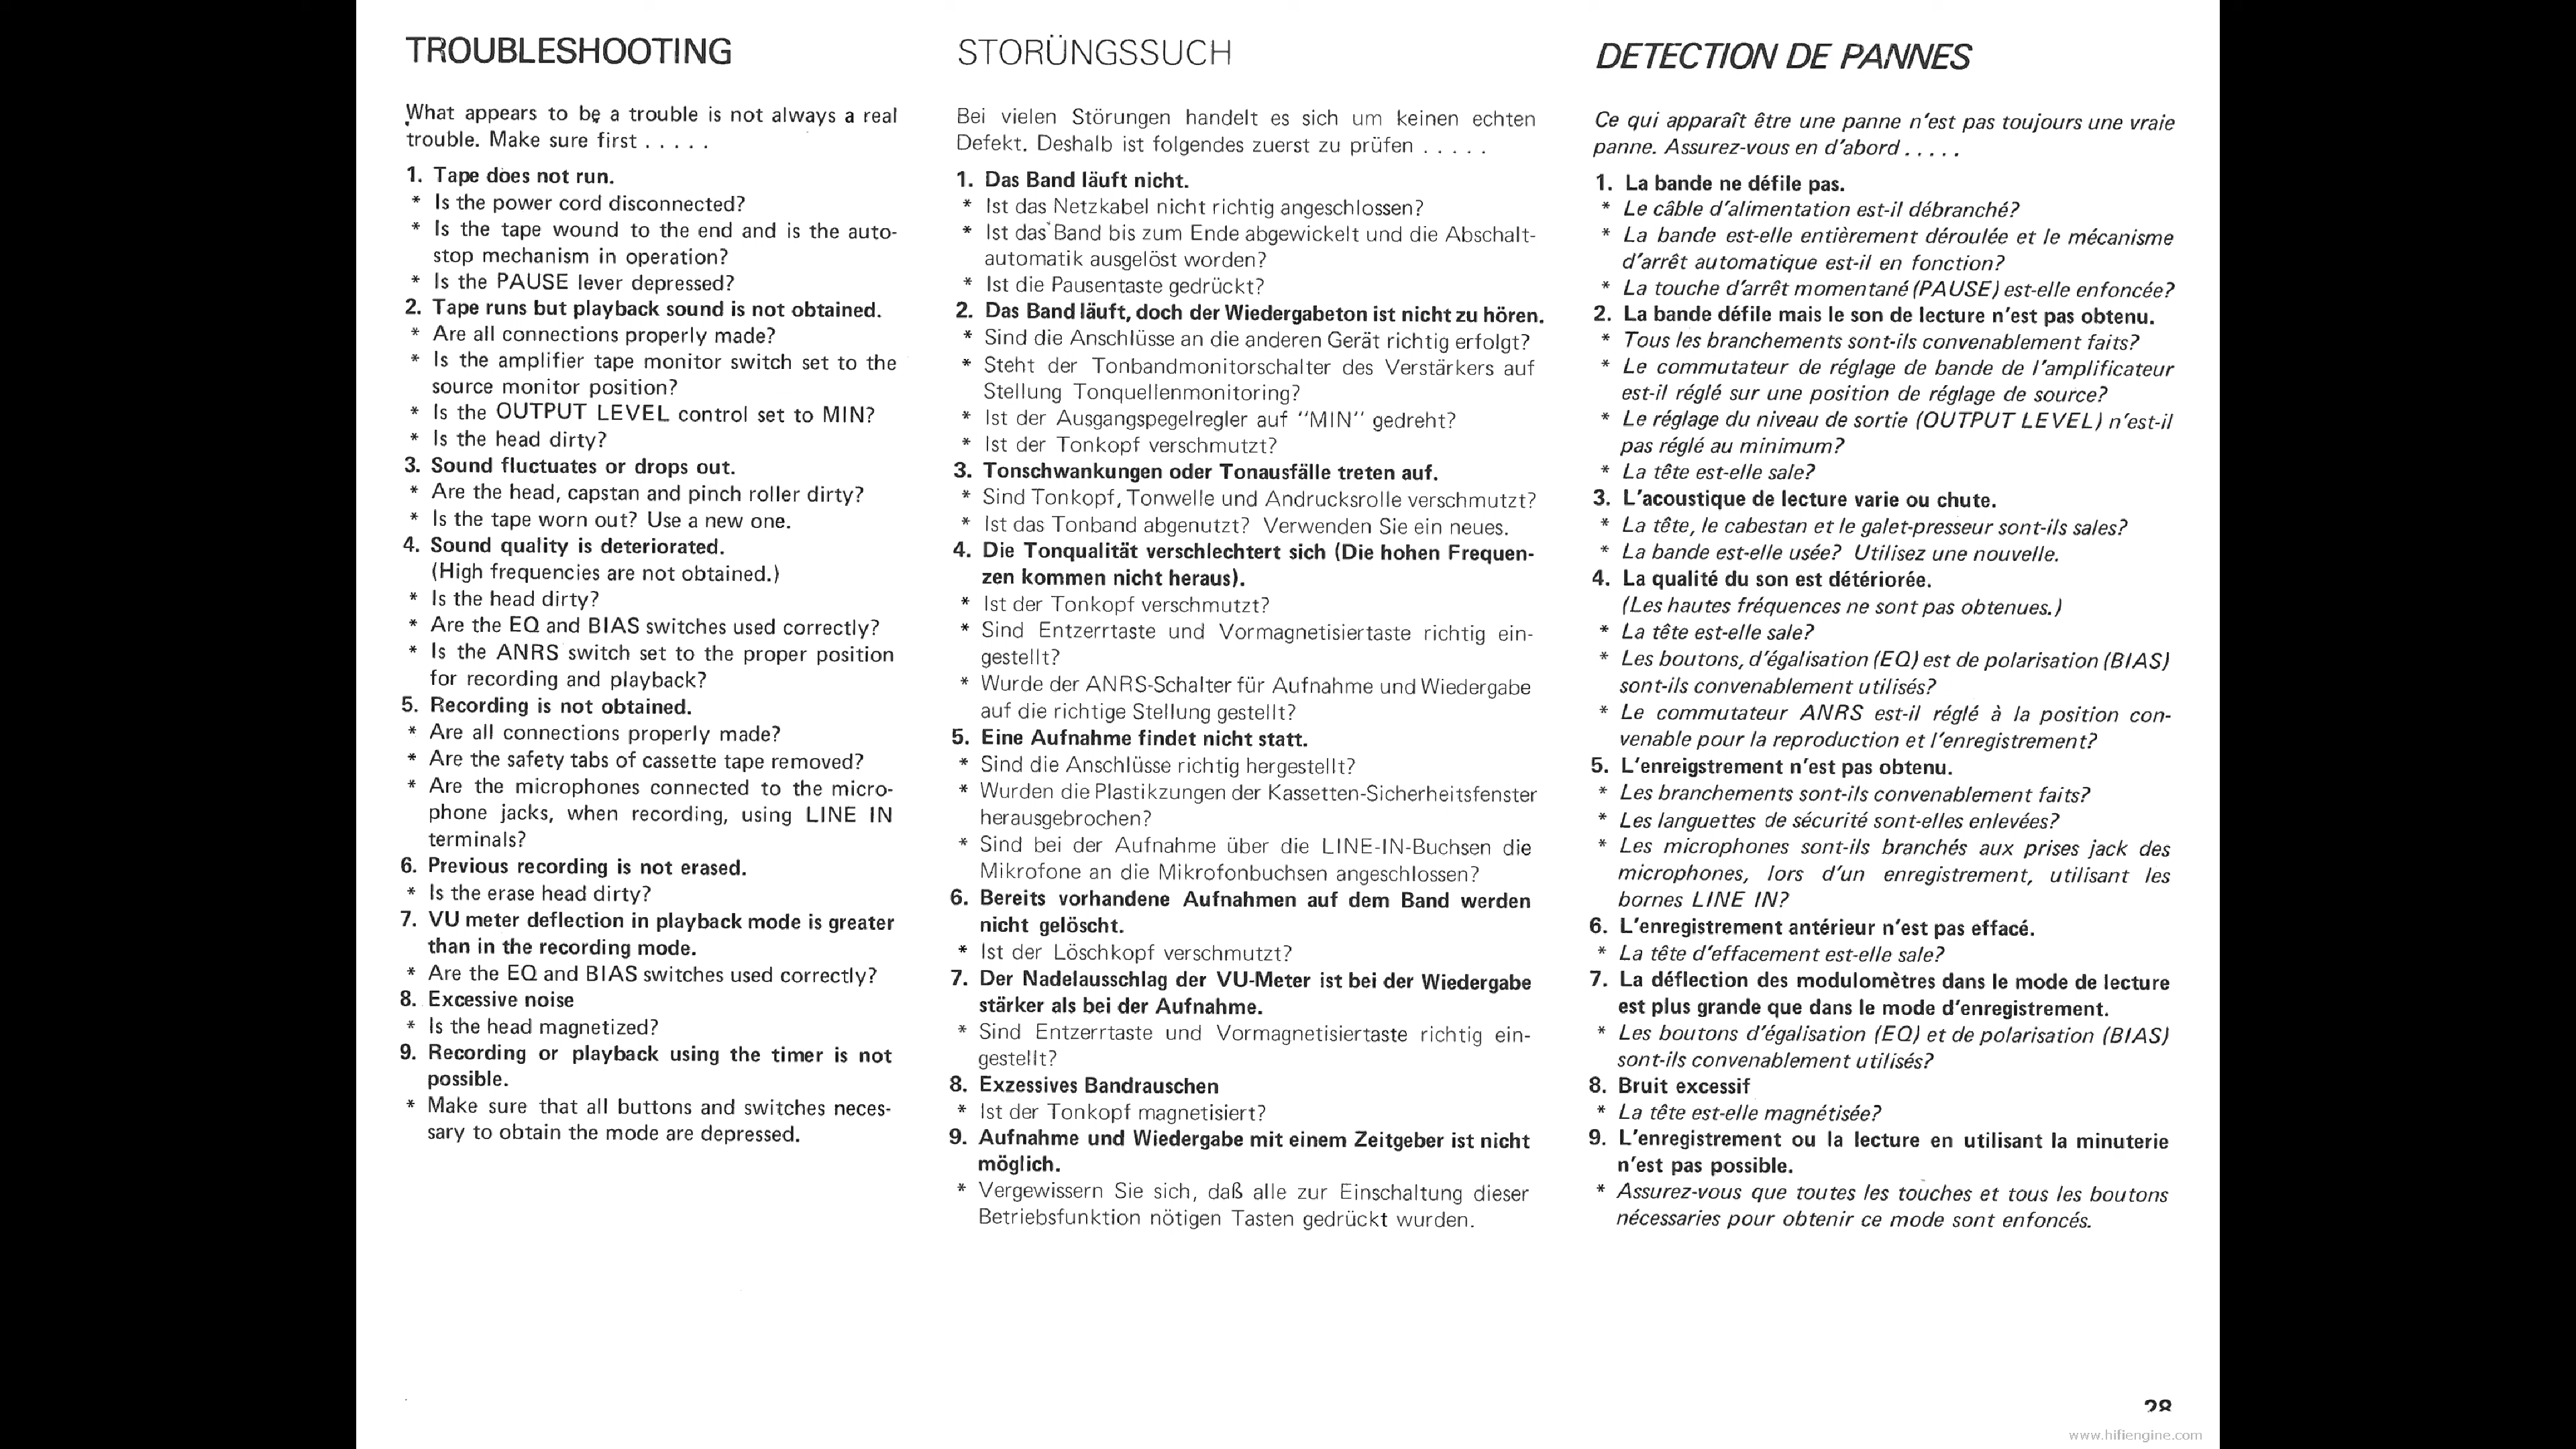 TROUBLESHOOTING
What appears to be a trouble is not always a real
trouble. Make sure first . . . . .
1. Tape does not run.
* Is the power cord disconnected?
* Is the tape wound to the end and is the auto-
stop mechanism in operation?
* Is the PAUSE lever depressed?
2. Tape runs but playback sound is not obtained.
* Are all connections properly made?
* Is the amplifier tape monitor switch set to the
source monitor position?
* Is the OUTPUT LEVEL control set to MIN?
* Is the head dirty?
3. Sound fluctuates or drops out.
* Are the head, capstan and pinch roller dirty?
* Is the tape worn out? Use a new one.
4. Sound quality is deteriorated.
(High frequencies are not obtained.)
* Is the head dirty?
* Are the EQ and BIAS switches used correctly?
* Is the ANRS switch set to the proper position
for recording and playback?
5. Recording is not obtained.
* Are all connections properly made?
* Are the safety tabs of cassette tape removed?
* Are the microphones connected to the micro-
phone jacks, when recording, using LINE IN
terminals?
6. Previous recording is not erased.
* Is the erase head dirty?
7. VU meter deflection in playback mode is greater
than in the recording mode.
* Are the EQ and BIAS switches used correctly?
8. Excessive noise
* Is the head magnetized?
9. Recording or playback using the timer is not
possible.
* Make sure that all buttons and switches neces-
sary to obtain the mode are depressed.
STORÜNGSSUCH
Bei vielen Störungen handelt es sich um keinen echten
Defekt. Deshalb ist folgendes zuerst zu prüfen . . . . .
1. Das Band läuft nicht.
* Ist das Netzkabel nicht richtig angeschlossen?
* Ist das Band bis zum Ende abgewickelt und die Abschalt-
automatik ausgelöst worden?
* Ist die Pausentaste gedrückt?
2. Das Band läuft, doch der Wiedergabeton ist nicht zu hören.
* Sind die Anschlüsse an die anderen Gerät richtig erfolgt?
* Steht der Tonbandmonitorschalter des Verstärkers auf
Stellung Tonquellenmonitoring?
* Ist der Ausgangspegelregler auf "MIN" gedreht?
* Ist der Tonkopf verschmutzt?
3. Tonschwankungen oder Tonausfälle treten auf.
* Sind Tonkopf, Tonwelle und Andrucksrolle verschmutzt?
* Ist das Tonband abgenutzt? Verwenden Sie ein neues.
4. Die Tonqualität verschlechtert sich (Die hohen Frequen-
zen kommen nicht heraus).
* Ist der Tonkopf verschmutzt?
* Sind Entzerrtaste und Vormagnetisiertaste richtig ein-
gestellt?
* Wurde der ANRS-Schalter für Aufnahme und Wiedergabe
auf die richtige Stellung gestellt?
5. Eine Aufnahme findet nicht statt.
* Sind die Anschlüsse richtig hergestellt?
* Wurden die Plastikzungen der Kassetten-Sicherheitsfenster
herausgebrochen?
* Sind bei der Aufnahme über die LINE-IN-Buchsen die
Mikrofone an die Mikrofonbuchsen angeschlossen?
6. Bereits vorhandene Aufnahmen auf dem Band werden
nicht gelöscht.
* Ist der Löschkopf verschmutzt?
7. Der Nadelausschlag der VU-Meter ist bei der Wiedergabe
stärker als bei der Aufnahme.
* Sind Entzerrtaste und Vormagnetisiertaste richtig ein-
gestellt?
8. Exzessives Bandrauschen
* Ist der Tonkopf magnetisiert?
9. Aufnahme und Wiedergabe mit einem Zeitgeber ist nicht
möglich.
* Vergewissern Sie sich, daß alle zur Einschaltung dieser
Betriebsfunktion nötigen Tasten gedrückt wurden.
DETECTION DE PANNES
Ce qui apparaît être une panne n'est pas toujours une vraie
panne. Assurez-vous en d'abord . . . . .
1. La bande ne défile pas.
* Le câble d'alimentation est-il débranché?
* La bande est-elle entièrement déroulée et le mécanisme
d'arrêt automatique est-il en fonction?
* La touche d'arrêt momentané (PAUSE) est-elle enfoncée?
2. La bande défile mais le son de lecture n'est pas obtenu.
* Tous les branchements sont-ils convenablement faits?
* Le commutateur de réglage de bande de l'amplificateur
est-il réglé sur une position de réglage de source?
* Le réglage du niveau de sortie (OUTPUT LEVEL) n'est-il
pas réglé au minimum?
* La tête est-elle sale?
3. L'acoustique de lecture varie ou chute.
* La tête, le cabestan et le galet-presseur sont-ils sales?
* La bande est-elle usée? Utilisez une nouvelle.
4. La qualité du son est détériorée.
(Les hautes fréquences ne sont pas obtenues.)
* La tête est-elle sale?
* Les boutons, d'égalisation (EQ) est de polarisation (BIAS)
sont-ils convenablement utilisés?
* Le commutateur ANRS est-il réglé à la position con-
venable pour la reproduction et l'enregistrement?
5. L'enreigstrement n'est pas obtenu.
* Les branchements sont-ils convenablement faits?
* Les languettes de sécurité sont-elles enlevées?
* Les microphones sont-ils branchés aux prises jack des
microphones, lors d'un enregistrement, utilisant les
bornes LINE IN?
6. L'enregistrement antérieur n'est pas effacé.
* La tête d'effacement est-elle sale?
7. La déflection des modulomètres dans le mode de lecture
est plus grande que dans le mode d'enregistrement.
* Les boutons d'égalisation (EQ) et de polarisation (BIAS)
sont-ils convenablement utilisés?
8. Bruit excessif
* La tête est-elle magnétisée?
9. L'enregistrement ou la lecture en utilisant la minuterie
n'est pas possible.
* Assurez-vous que toutes les touches et tous les boutons
nécessaries pour obtenir ce mode sont enfoncés.
28
www.hifiengine.com